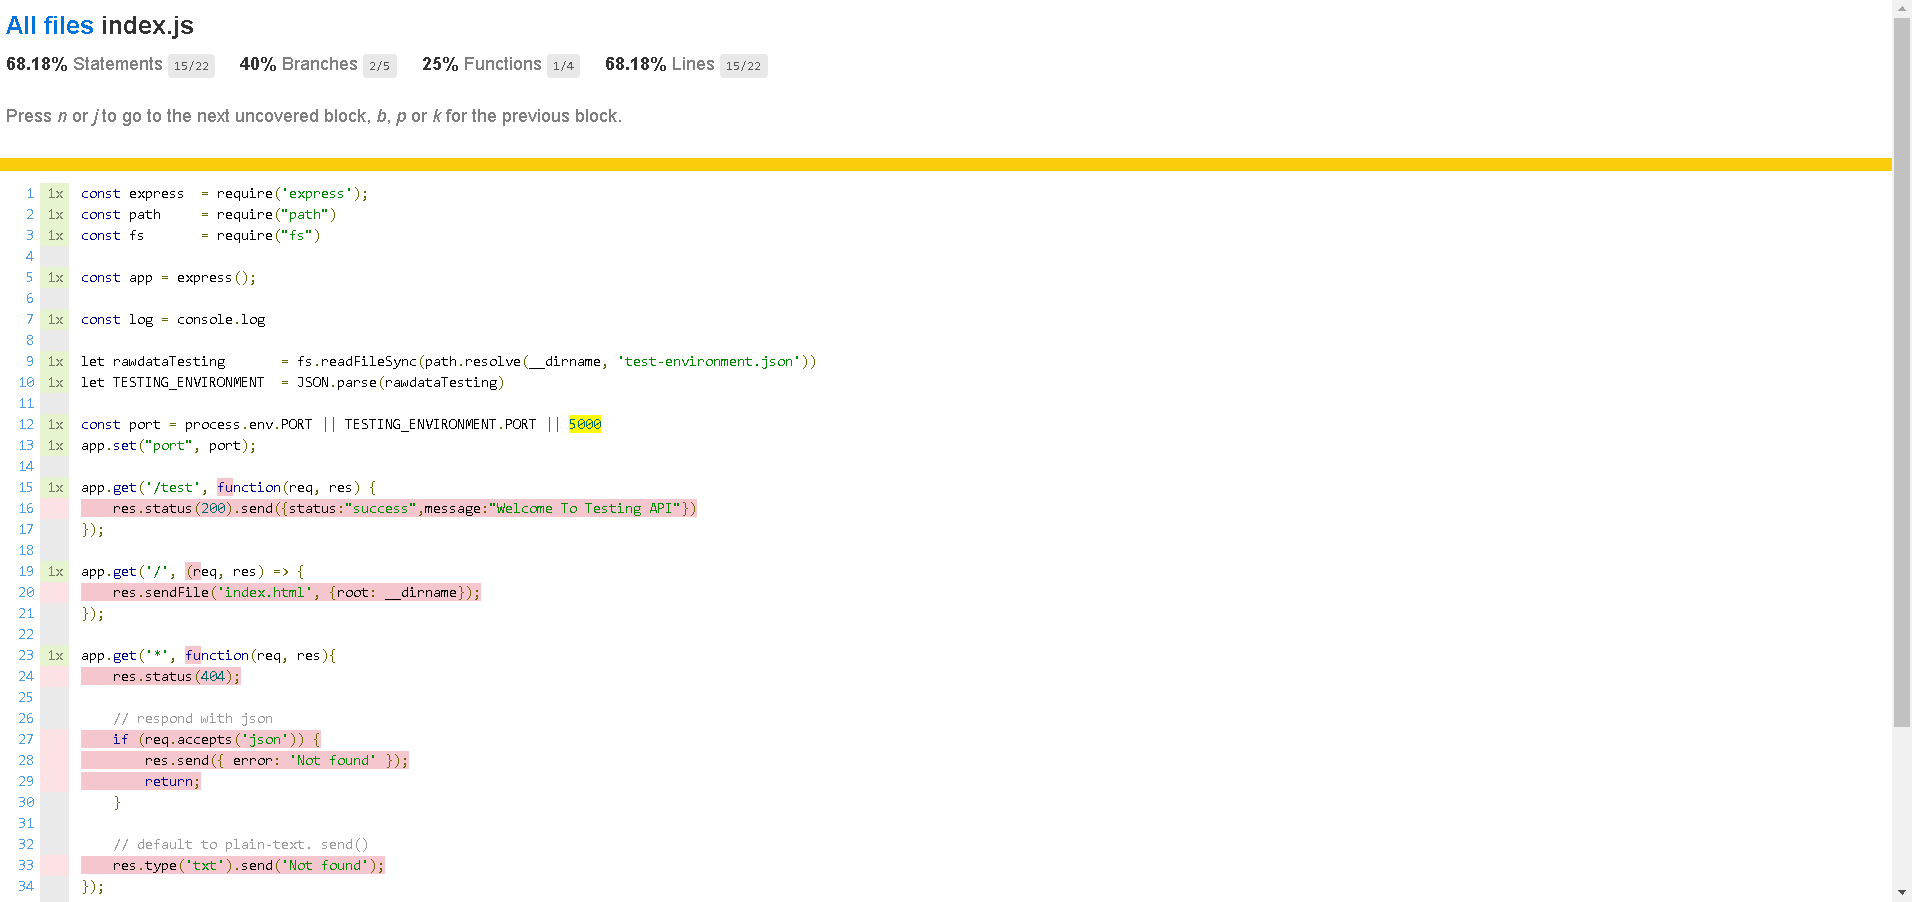 All files index.js
68.18% Statements 15/22 40% Branches 2/5 25% Functions 1/4 68.18% Lines 15/22
Press n or j to go to the next uncovered block, b, p or k for the previous block.
1 1x const express  = require('express');
2 1x const path     = require("path")
3 1x const fs       = require("fs")
4
5 1x const app = express();
6
7 1x const log = console.log
8
9 1x let rawdataTesting       = fs.readFileSync(path.resolve(__dirname, 'test-environment.json'))
10 1x let TESTING_ENVIRONMENT  = JSON.parse(rawdataTesting)
11
12 1x const port = process.env.PORT || TESTING_ENVIRONMENT.PORT || 5000
13 1x app.set("port", port);
14
15 1x app.get('/test', function(req, res) {
16     res.status(200).send({status:"success",message:"Welcome To Testing API"})
17 });
18
19 1x app.get('/', (req, res) => {
20     res.sendFile('index.html', {root: __dirname});
21 });
22
23 1x app.get('*', function(req, res){
24     res.status(404);
25
26     // respond with json
27     if (req.accepts('json')) {
28         res.send({ error: 'Not found' });
29         return;
30     }
31
32     // default to plain-text. send()
33     res.type('txt').send('Not found');
34 });